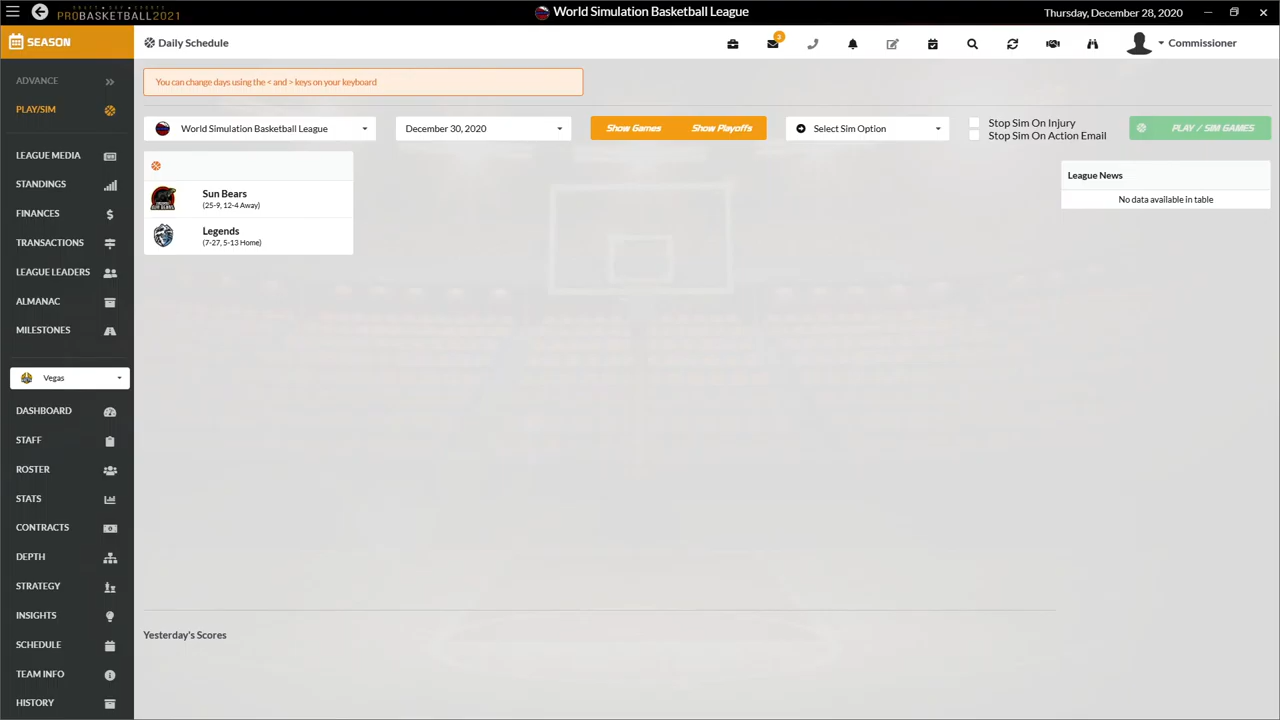 DRAFT DAY SPORTS
PROBASKETBALL2021
World Simulation Basketball League
Thursday, December 28, 2020
SEASON
Daily Schedule
3
Commissioner
ADVANCE
PLAY/SIM
You can change days using the < and > keys on your keyboard
World Simulation Basketball League
December 30, 2020
Show Games
Show Playoffs
Select Sim Option
Stop Sim On Injury
Stop Sim On Action Email
PLAY / SIM GAMES
LEAGUE MEDIA
STANDINGS
FINANCES
TRANSACTIONS
LEAGUE LEADERS
ALMANAC
MILESTONES
Sun Bears
(25-9, 12-4 Away)
Legends
(7-27, 5-13 Home)
League News
No data available in table
Vegas
DASHBOARD
STAFF
ROSTER
STATS
CONTRACTS
DEPTH
STRATEGY
INSIGHTS
SCHEDULE
TEAM INFO
HISTORY
Yesterday's Scores